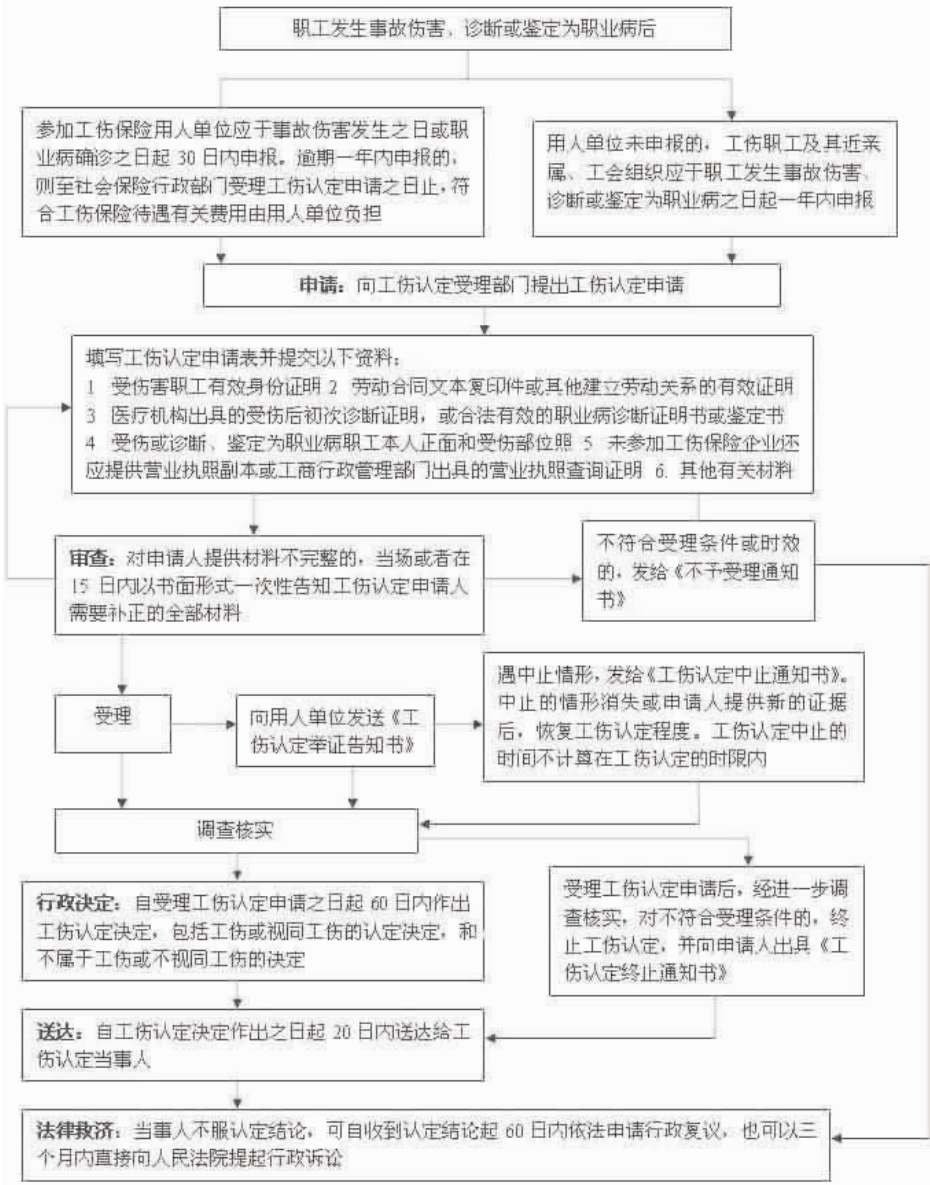 职工发生事故伤害、诊断或鉴定为职业病后
参加工伤保险用人单位应于事故伤害发生之日或职
业病确诊之日起 30 日内申报。逾期一年内申报的，
则至社会保险行政部门受理工伤认定申请之日止，符
合工伤保险待遇有关费用由用人单位负担
用人单位未申报的，工伤职工及其近亲
属、工会组织应于职工发生事故伤害、
诊断或鉴定为职业病之日起一年内申报
申请：向工伤认定受理部门提出工伤认定申请
填写工伤认定申请表并提交以下资料：
1 受伤害职工有效身份证明 2 劳动合同文本复印件或其他建立劳动关系的有效证明
3 医疗机构出具的受伤后初次诊断证明，或合法有效的职业病诊断证明书或鉴定书
4 受伤或诊断、鉴定为职业病职工本人正面和受伤部位照 5 未参加工伤保险企业还
应提供营业执照副本或工商行政管理部门出具的营业执照查询证明 6. 其他有关材料
审查：对申请人提供材料不完整的，当场或者在
15 日内以书面形式一次性告知工伤认定申请人
需要补正的全部材料
不符合受理条件或时效
的，发给《不予受理通知
书》
受理
向用人单位发送《工
伤认定举证告知书》
遇中止情形，发给《工伤认定中止通知书》。
中止的情形消失或申请人提供新的证据
后，恢复工伤认定程度。工伤认定中止的
时间不计算在工伤认定的时限内
调查核实
行政决定：自受理工伤认定申请之日起 60 日内作出
工伤认定决定，包括工伤或视同工伤的认定决定，和
不属于工伤或不视同工伤的决定
受理工伤认定申请后，经进一步调
查核实，对不符合受理条件的，终
止工伤认定，并向申请人出具《工
伤认定终止通知书》
送达：自工伤认定决定作出之日起 20 日内送达给工
伤认定当事人
法律救济：当事人不服认定结论，可自收到认定结论起 60 日内依法申请行政复议，也可以三
个月内直接向人民法院提起行政诉讼